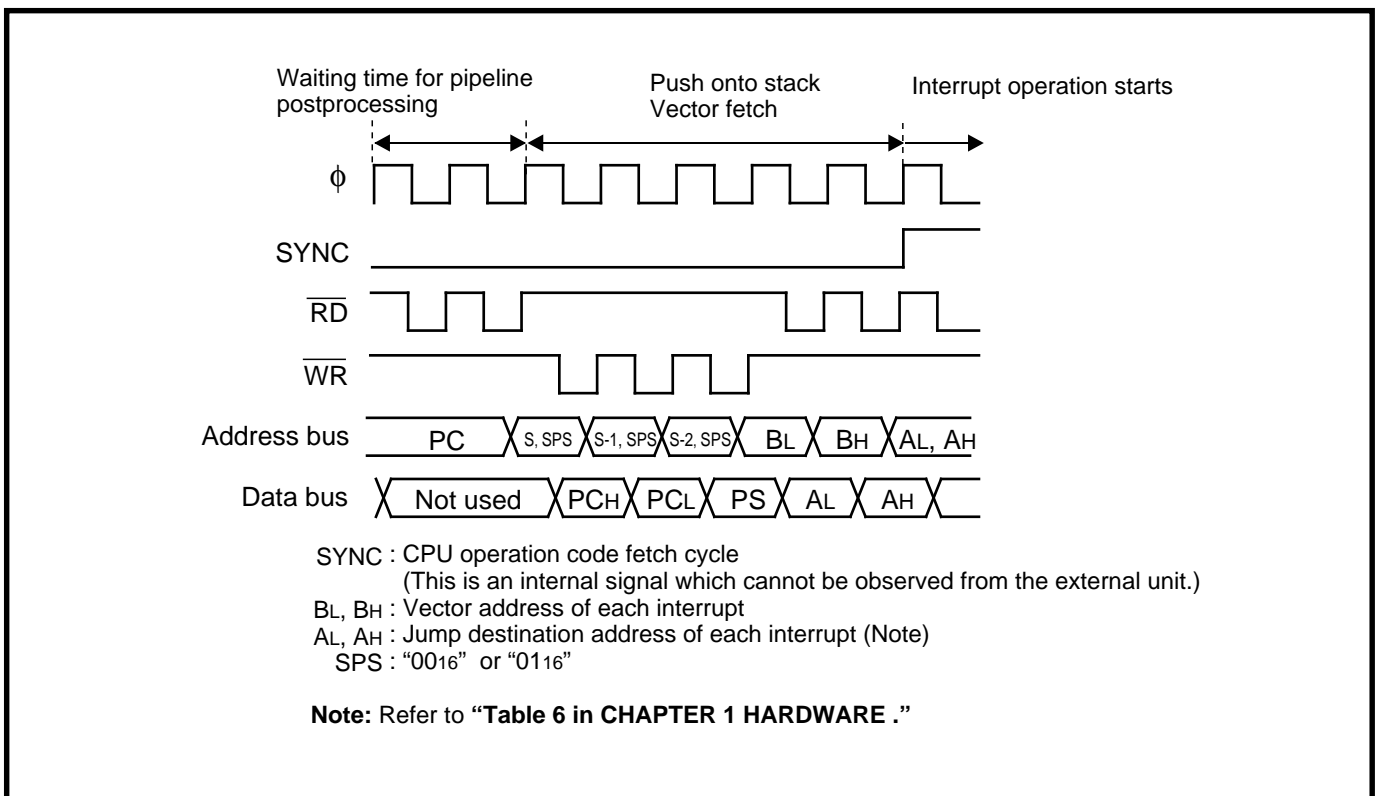 Waiting time for pipeline
postprocessing
Push onto stack
Vector fetch
Interrupt operation starts
φ
SYNC
RD
WR
Address bus PC S, SPS S-1, SPS S-2, SPS BL BH AL, AH
Data bus Not used PCH PCL PS AL AH
SYNC : CPU operation code fetch cycle
(This is an internal signal which cannot be observed from the external unit.)
BL, BH : Vector address of each interrupt
AL, AH : Jump destination address of each interrupt (Note)
SPS : “0016” or “0116”
Note: Refer to “Table 6 in CHAPTER 1 HARDWARE .”